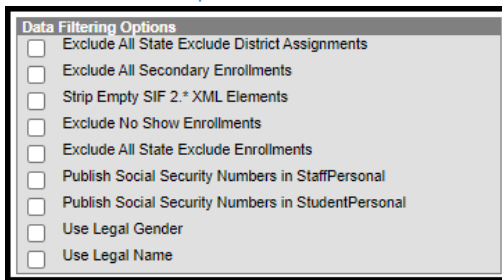 Data Filtering Options
Exclude All State Exclude District Assignments
Exclude All Secondary Enrollments
Strip Empty SIF 2.* XML Elements
Exclude No Show Enrollments
Exclude All State Exclude Enrollments
Publish Social Security Numbers in StaffPersonal
Publish Social Security Numbers in StudentPersonal
Use Legal Gender
Use Legal Name